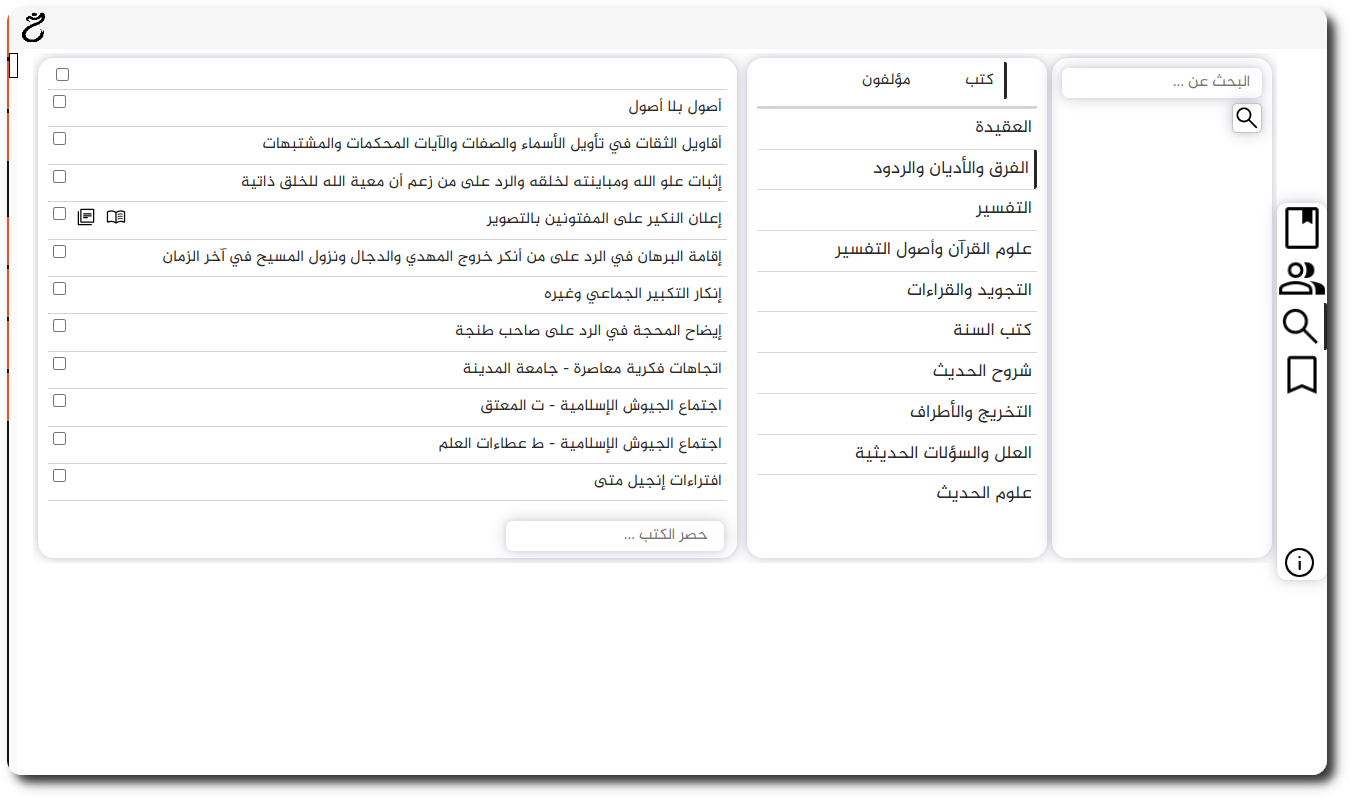 البحث عن ...
كتب
مؤلفون
العقيدة
الفرق والأديان والردود
التفسير
علوم القرآن وأصول التفسير
التجويد والقراءات
كتب السنة
شروح الحديث
التخريج والأطراف
العلل والسؤلات الحديثية
علوم الحديث
أصول بلا أصول
أقاويل الثقات في تأويل الأسماء والصفات والآيات المحكمات والمشتبهات
إثبات علو الله ومباينته لخلقه والرد على من زعم أن معية الله للخلق ذاتية
إعلان النكير على المفتونين بالتصوير
إقامة البرهان في الرد على من أنكر خروج المهدي والدجال ونزول المسيح في آخر الزمان
إنكار التكبير الجماعي وغيره
إيضاح المحجة في الرد على صاحب طنجة
اتجاهات فكرية معاصرة - جامعة المدينة
اجتماع الجيوش الإسلامية - ت المعتق
اجتماع الجيوش الإسلامية - ط عطاءات العلم
افتراءات إنجيل متى
حصر الكتب ...